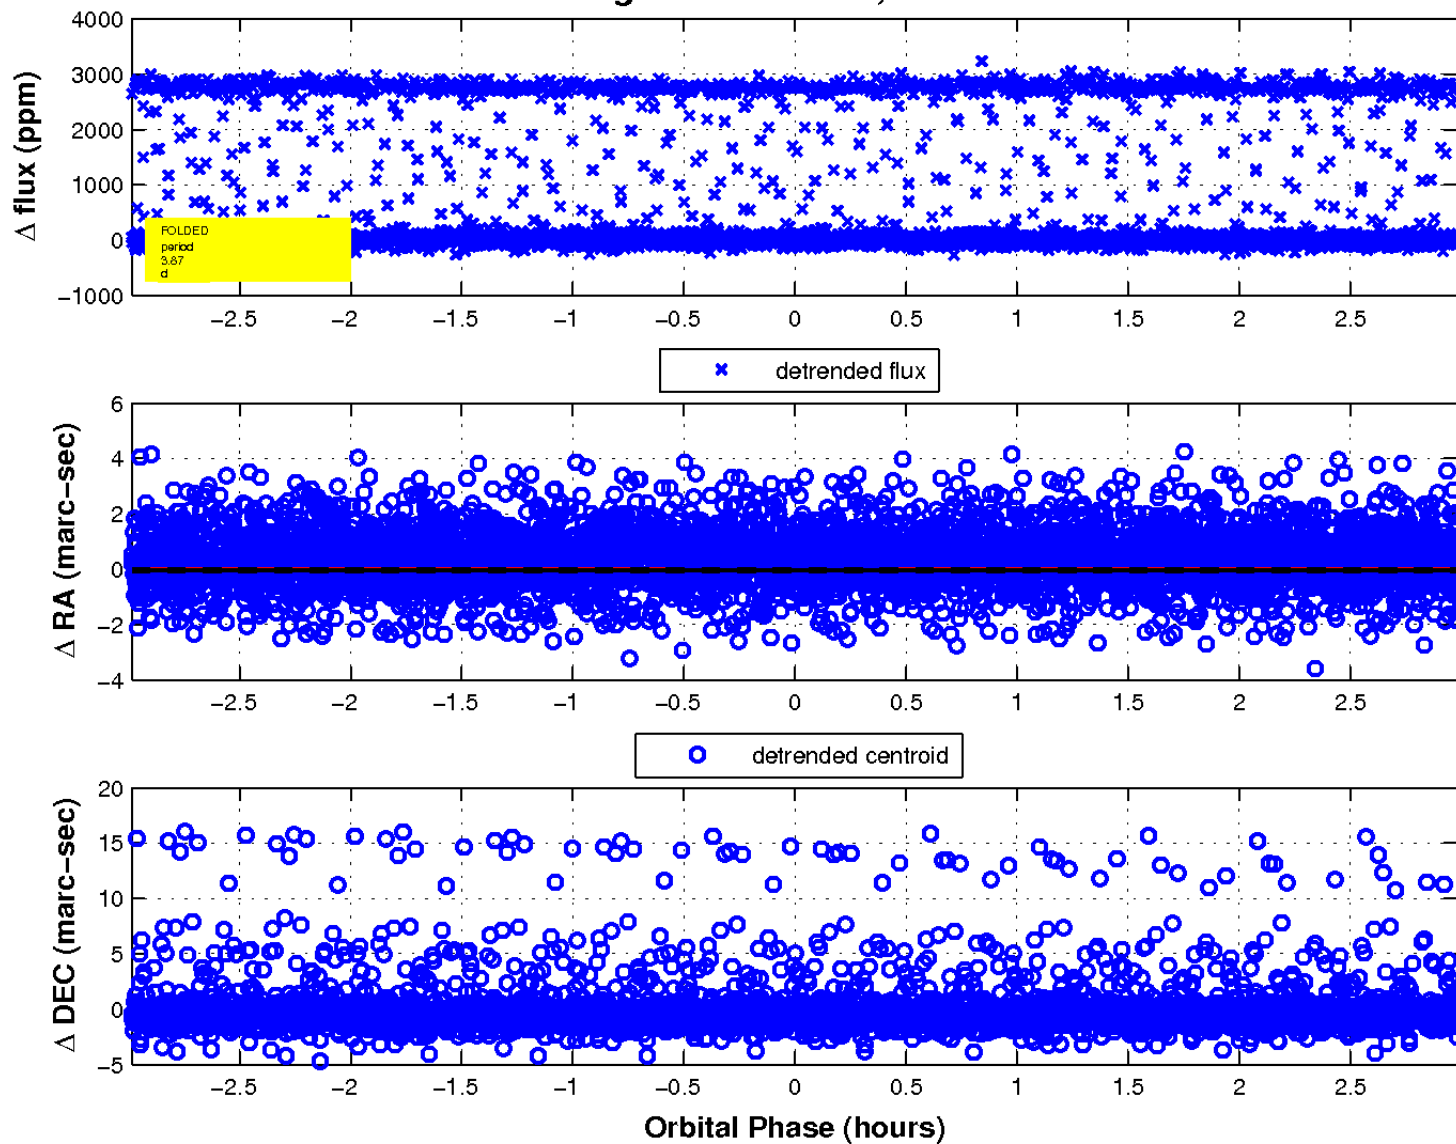 4000
3000
2000
1000
0
−1000
Δ flux (ppm)
FOLDED
period
3.87
d
−2.5 −2 −1.5 −1 −0.5 0 0.5 1 1.5 2 2.5
detrended flux
6
4
2
0
−2
−4
Δ RA (marc−sec)
−2.5 −2 −1.5 −1 −0.5 0 0.5 1 1.5 2 2.5
detrended centroid
20
15
10
5
0
−5
Δ DEC (marc−sec)
−2.5 −2 −1.5 −1 −0.5 0 0.5 1 1.5 2 2.5
Orbital Phase (hours)